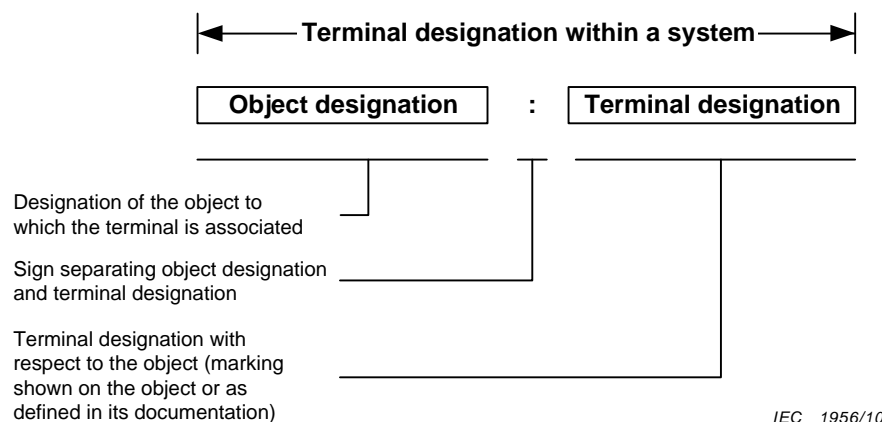 Terminal designation within a system
Object designation : Terminal designation
Designation of the object to
which the terminal is associated
Sign separating object designation
and terminal designation
Terminal designation with
respect to the object (marking
shown on the object or as
defined in its documentation)
IEC 1956/10